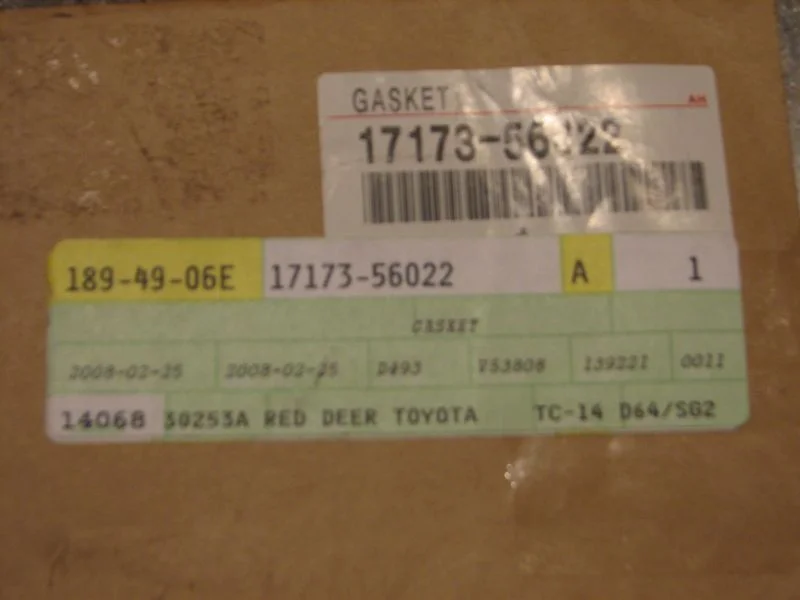 GASKET AH
17173-56022
189-49-06E 17173-56022 A 1
GASKET
2008-02-25 2008-02-25 D493 V53808 139221 0011
14068 30253A RED DEER TOYOTA TC-14 D64/SG2